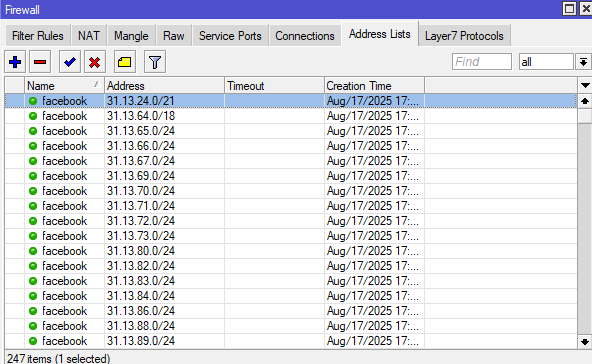 Firewall
Filter Rules NAT Mangle Raw Service Ports Connections Address Lists Layer7 Protocols
Find all
Name Address Timeout Creation Time
facebook 31.13.24.0/21 Aug/17/2025 17:...
facebook 31.13.64.0/18 Aug/17/2025 17:...
facebook 31.13.65.0/24 Aug/17/2025 17:...
facebook 31.13.66.0/24 Aug/17/2025 17:...
facebook 31.13.67.0/24 Aug/17/2025 17:...
facebook 31.13.69.0/24 Aug/17/2025 17:...
facebook 31.13.70.0/24 Aug/17/2025 17:...
facebook 31.13.71.0/24 Aug/17/2025 17:...
facebook 31.13.72.0/24 Aug/17/2025 17:...
facebook 31.13.73.0/24 Aug/17/2025 17:...
facebook 31.13.80.0/24 Aug/17/2025 17:...
facebook 31.13.82.0/24 Aug/17/2025 17:...
facebook 31.13.83.0/24 Aug/17/2025 17:...
facebook 31.13.84.0/24 Aug/17/2025 17:...
facebook 31.13.86.0/24 Aug/17/2025 17:...
facebook 31.13.88.0/24 Aug/17/2025 17:...
facebook 31.13.89.0/24 Aug/17/2025 17:...
247 items (1 selected)